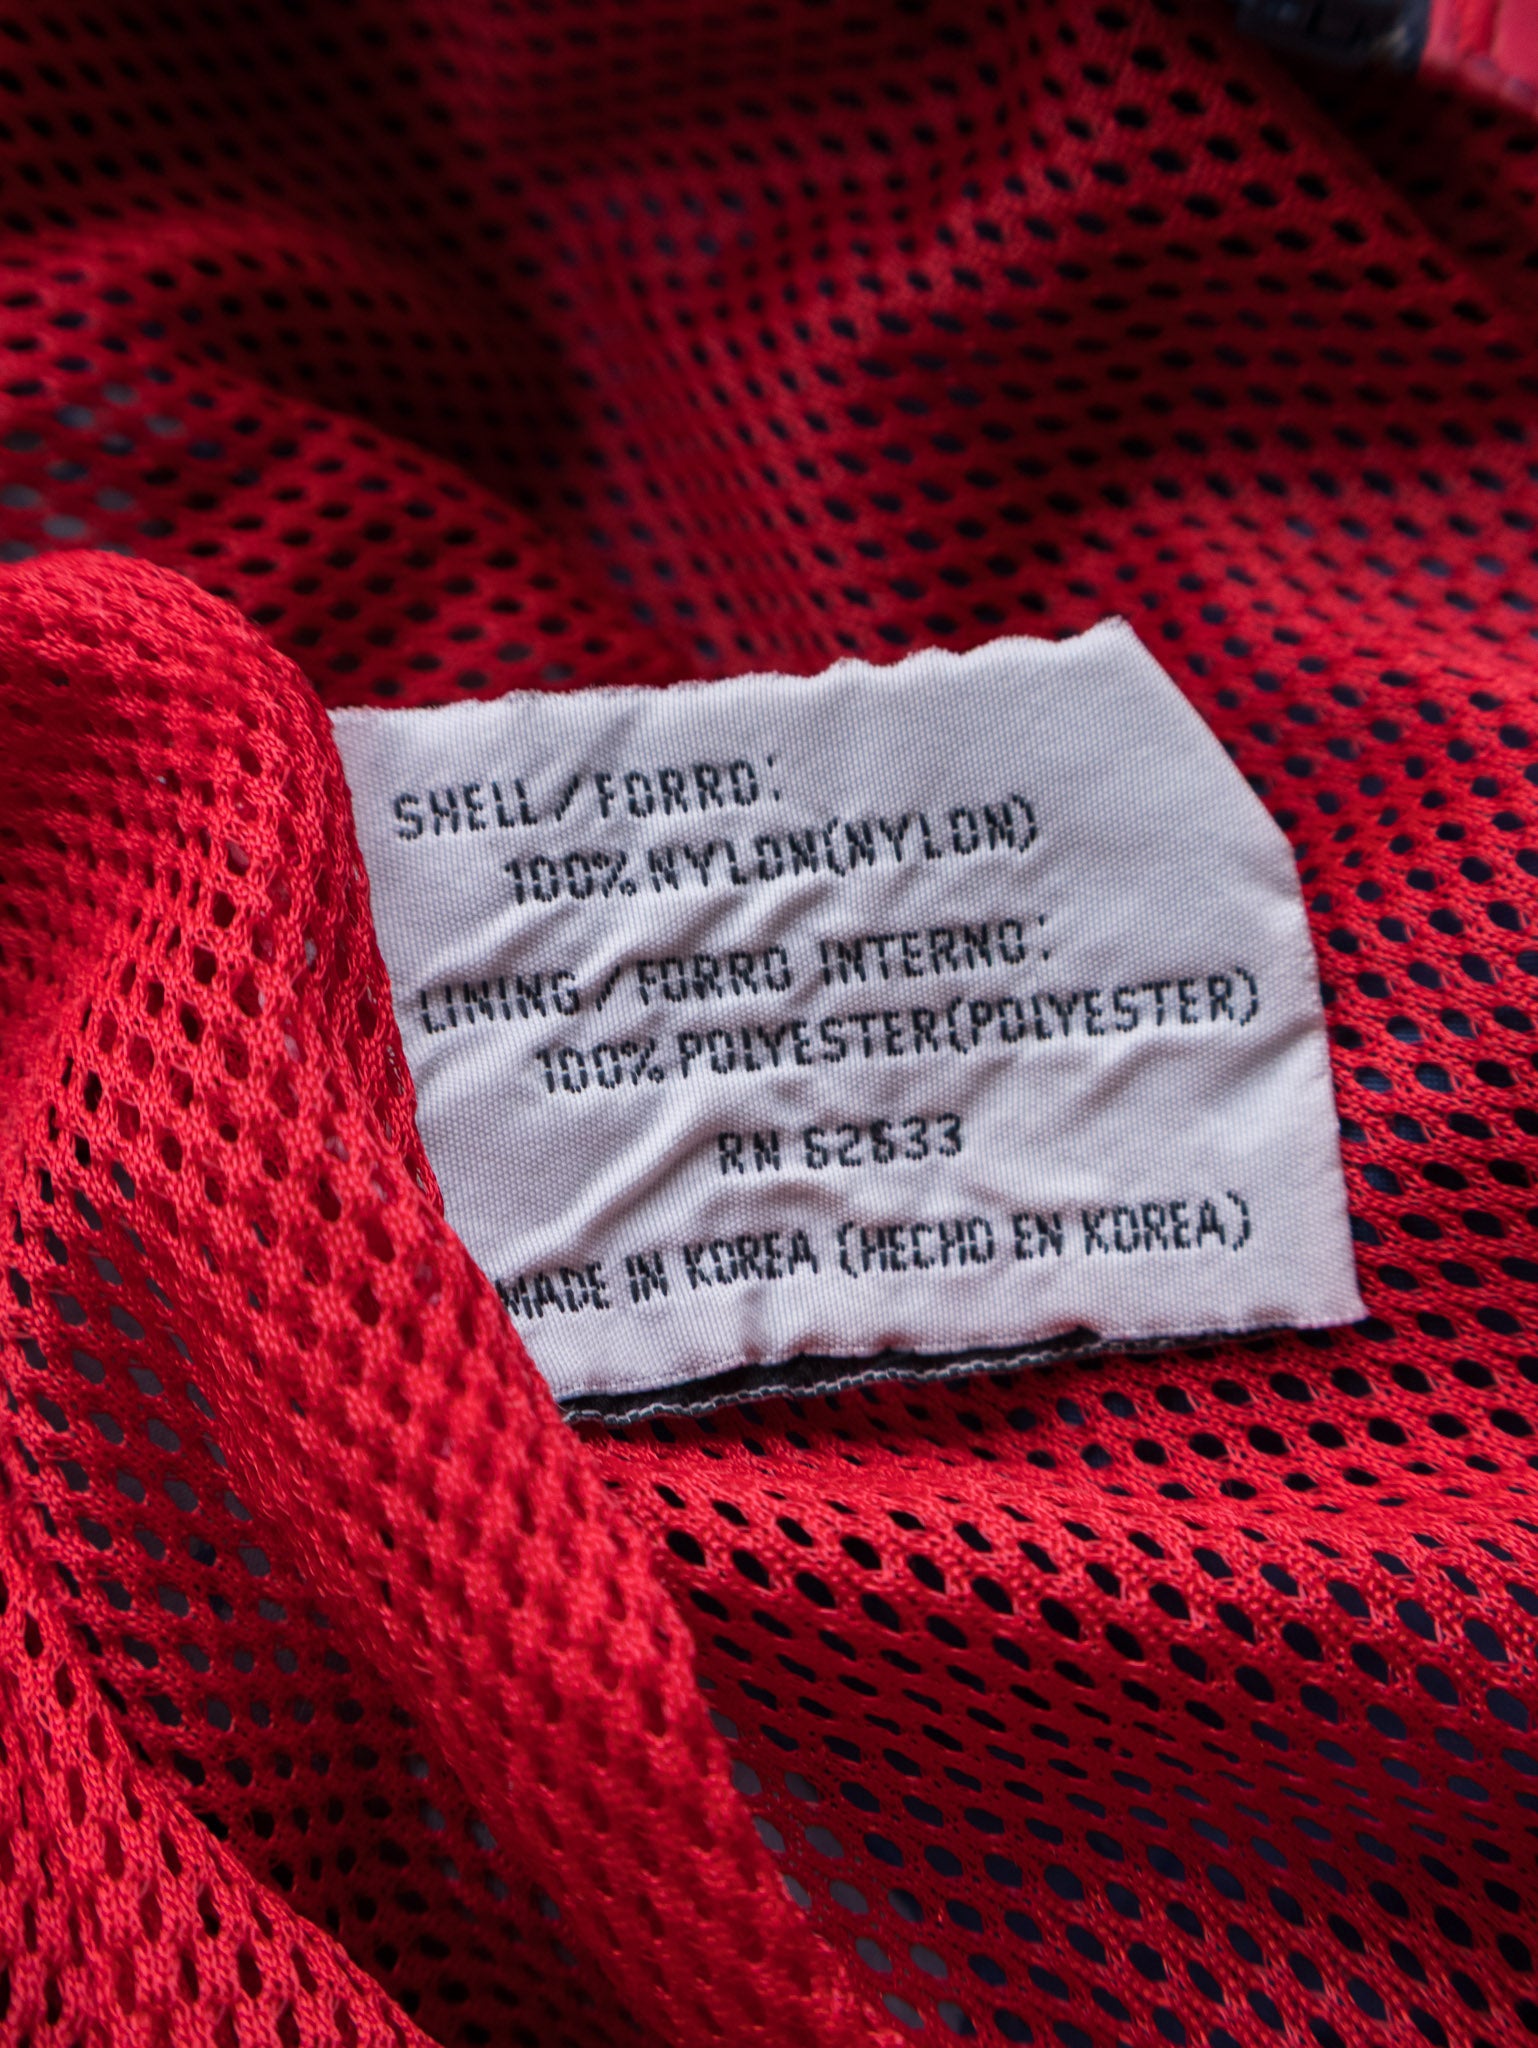 SHELL/FORRO:
100% NYLON(NYLON)
LINING/FORRO INTERNO:
100% POLYESTER(POLYESTER)
RN 62633
MADE IN KOREA (HECHO EN KOREA)